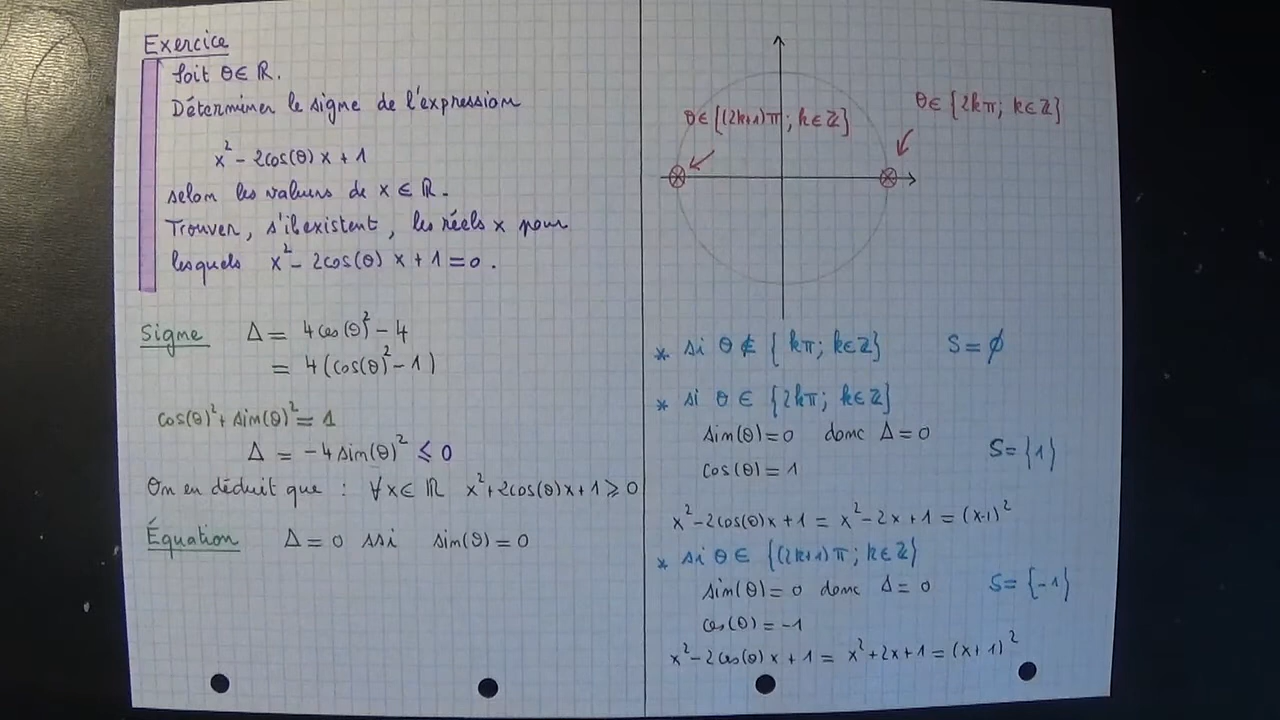 Exercice
Soit θ∈ ℝ.
Déterminer le signe de l'expression
x² - 2cos(θ) x + 1
selon les valeurs de x ∈ ℝ.
Trouver, s'il existent, les réels x pour
lesquels x² - 2cos(θ) x + 1 = 0.
Signe Δ = 4cos(θ)² - 4
= 4(cos(θ)² - 1)
cos(θ)² + sin(θ)² = 1
Δ = -4 sin(θ)² ⩽ 0
On en déduit que : ∀x∈ ℝ x² + 2cos(θ)x + 1 ⩾ 0
Équation Δ = 0 ssi sin(θ) = 0
θ∈ {(2k+1)π ; k∈ℤ}
θ∈ {2kπ ; k∈ℤ}
* si θ ∉ { kπ ; k∈ℤ} S = ∅
* si θ ∈ {2kπ ; k∈ℤ}
sin(θ) = 0 donc Δ = 0
S = {1}
cos(θ) = 1
x² - 2cos(θ)x + 1 = x² - 2x + 1 = (x-1)²
* si θ ∈ {(2k+1)π ; k∈ℤ}
sin(θ) = 0 donc Δ = 0 S = {-1}
cos(θ) = -1
x² - 2cos(θ) x + 1 = x² + 2x + 1 = (x+1)²